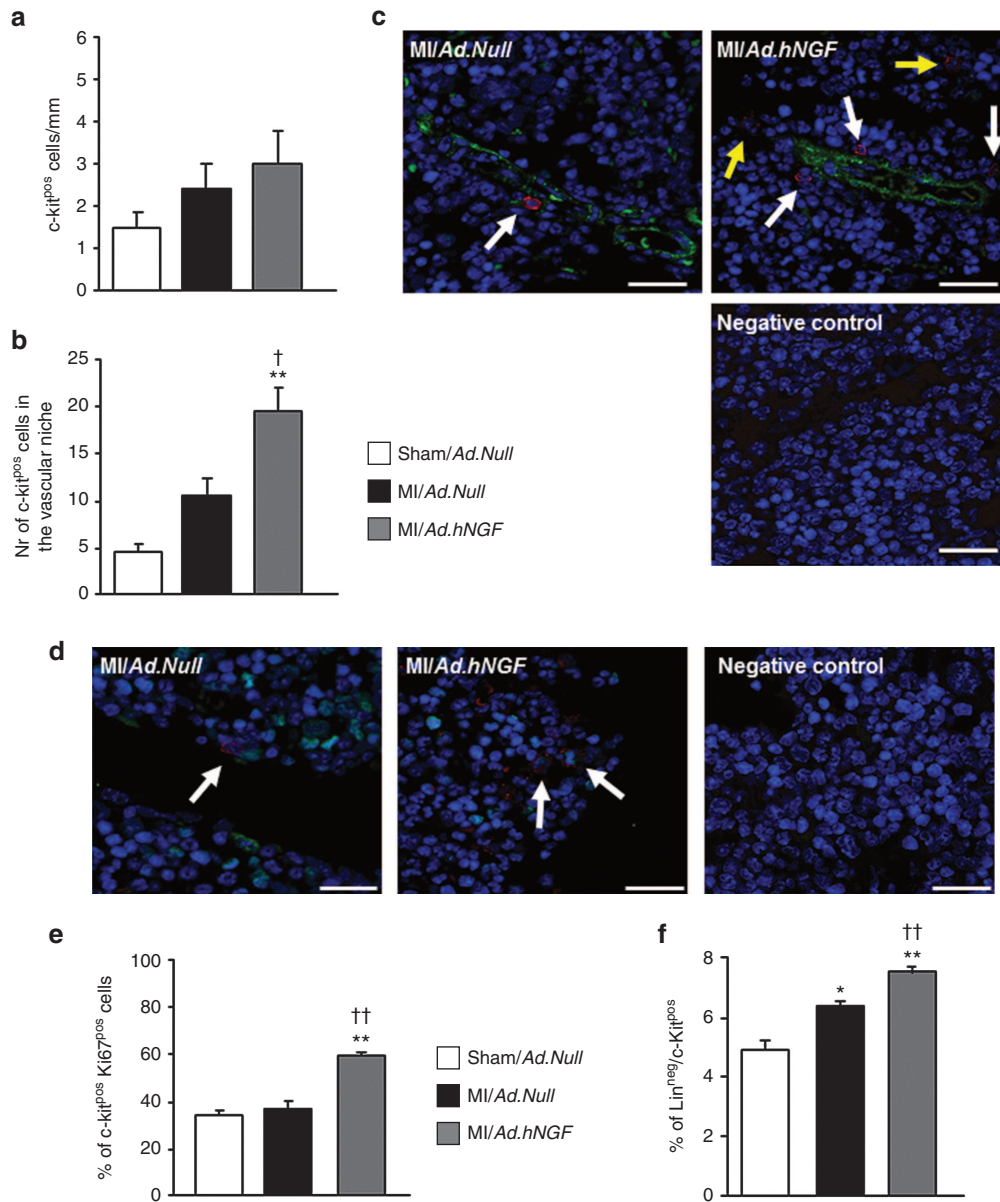 a
6
5
4
3
2
1
0
c-kit^pos cells/mm
b
25
20
15
10
5
0
Nr of c-kit^pos cells in
the vascular niche
†
**
Sham/Ad.Null
MI/Ad.Null
MI/Ad.hNGF
c
MI/Ad.Null
MI/Ad.hNGF
Negative control
d
MI/Ad.Null
MI/Ad.hNGF
Negative control
e
100
80
60
40
20
0
% of c-kit^pos Ki67^pos cells
††
**
Sham/Ad.Null
MI/Ad.Null
MI/Ad.hNGF
f
8
6
4
2
0
% of Lin^neg/c-Kit^pos
*
††
**